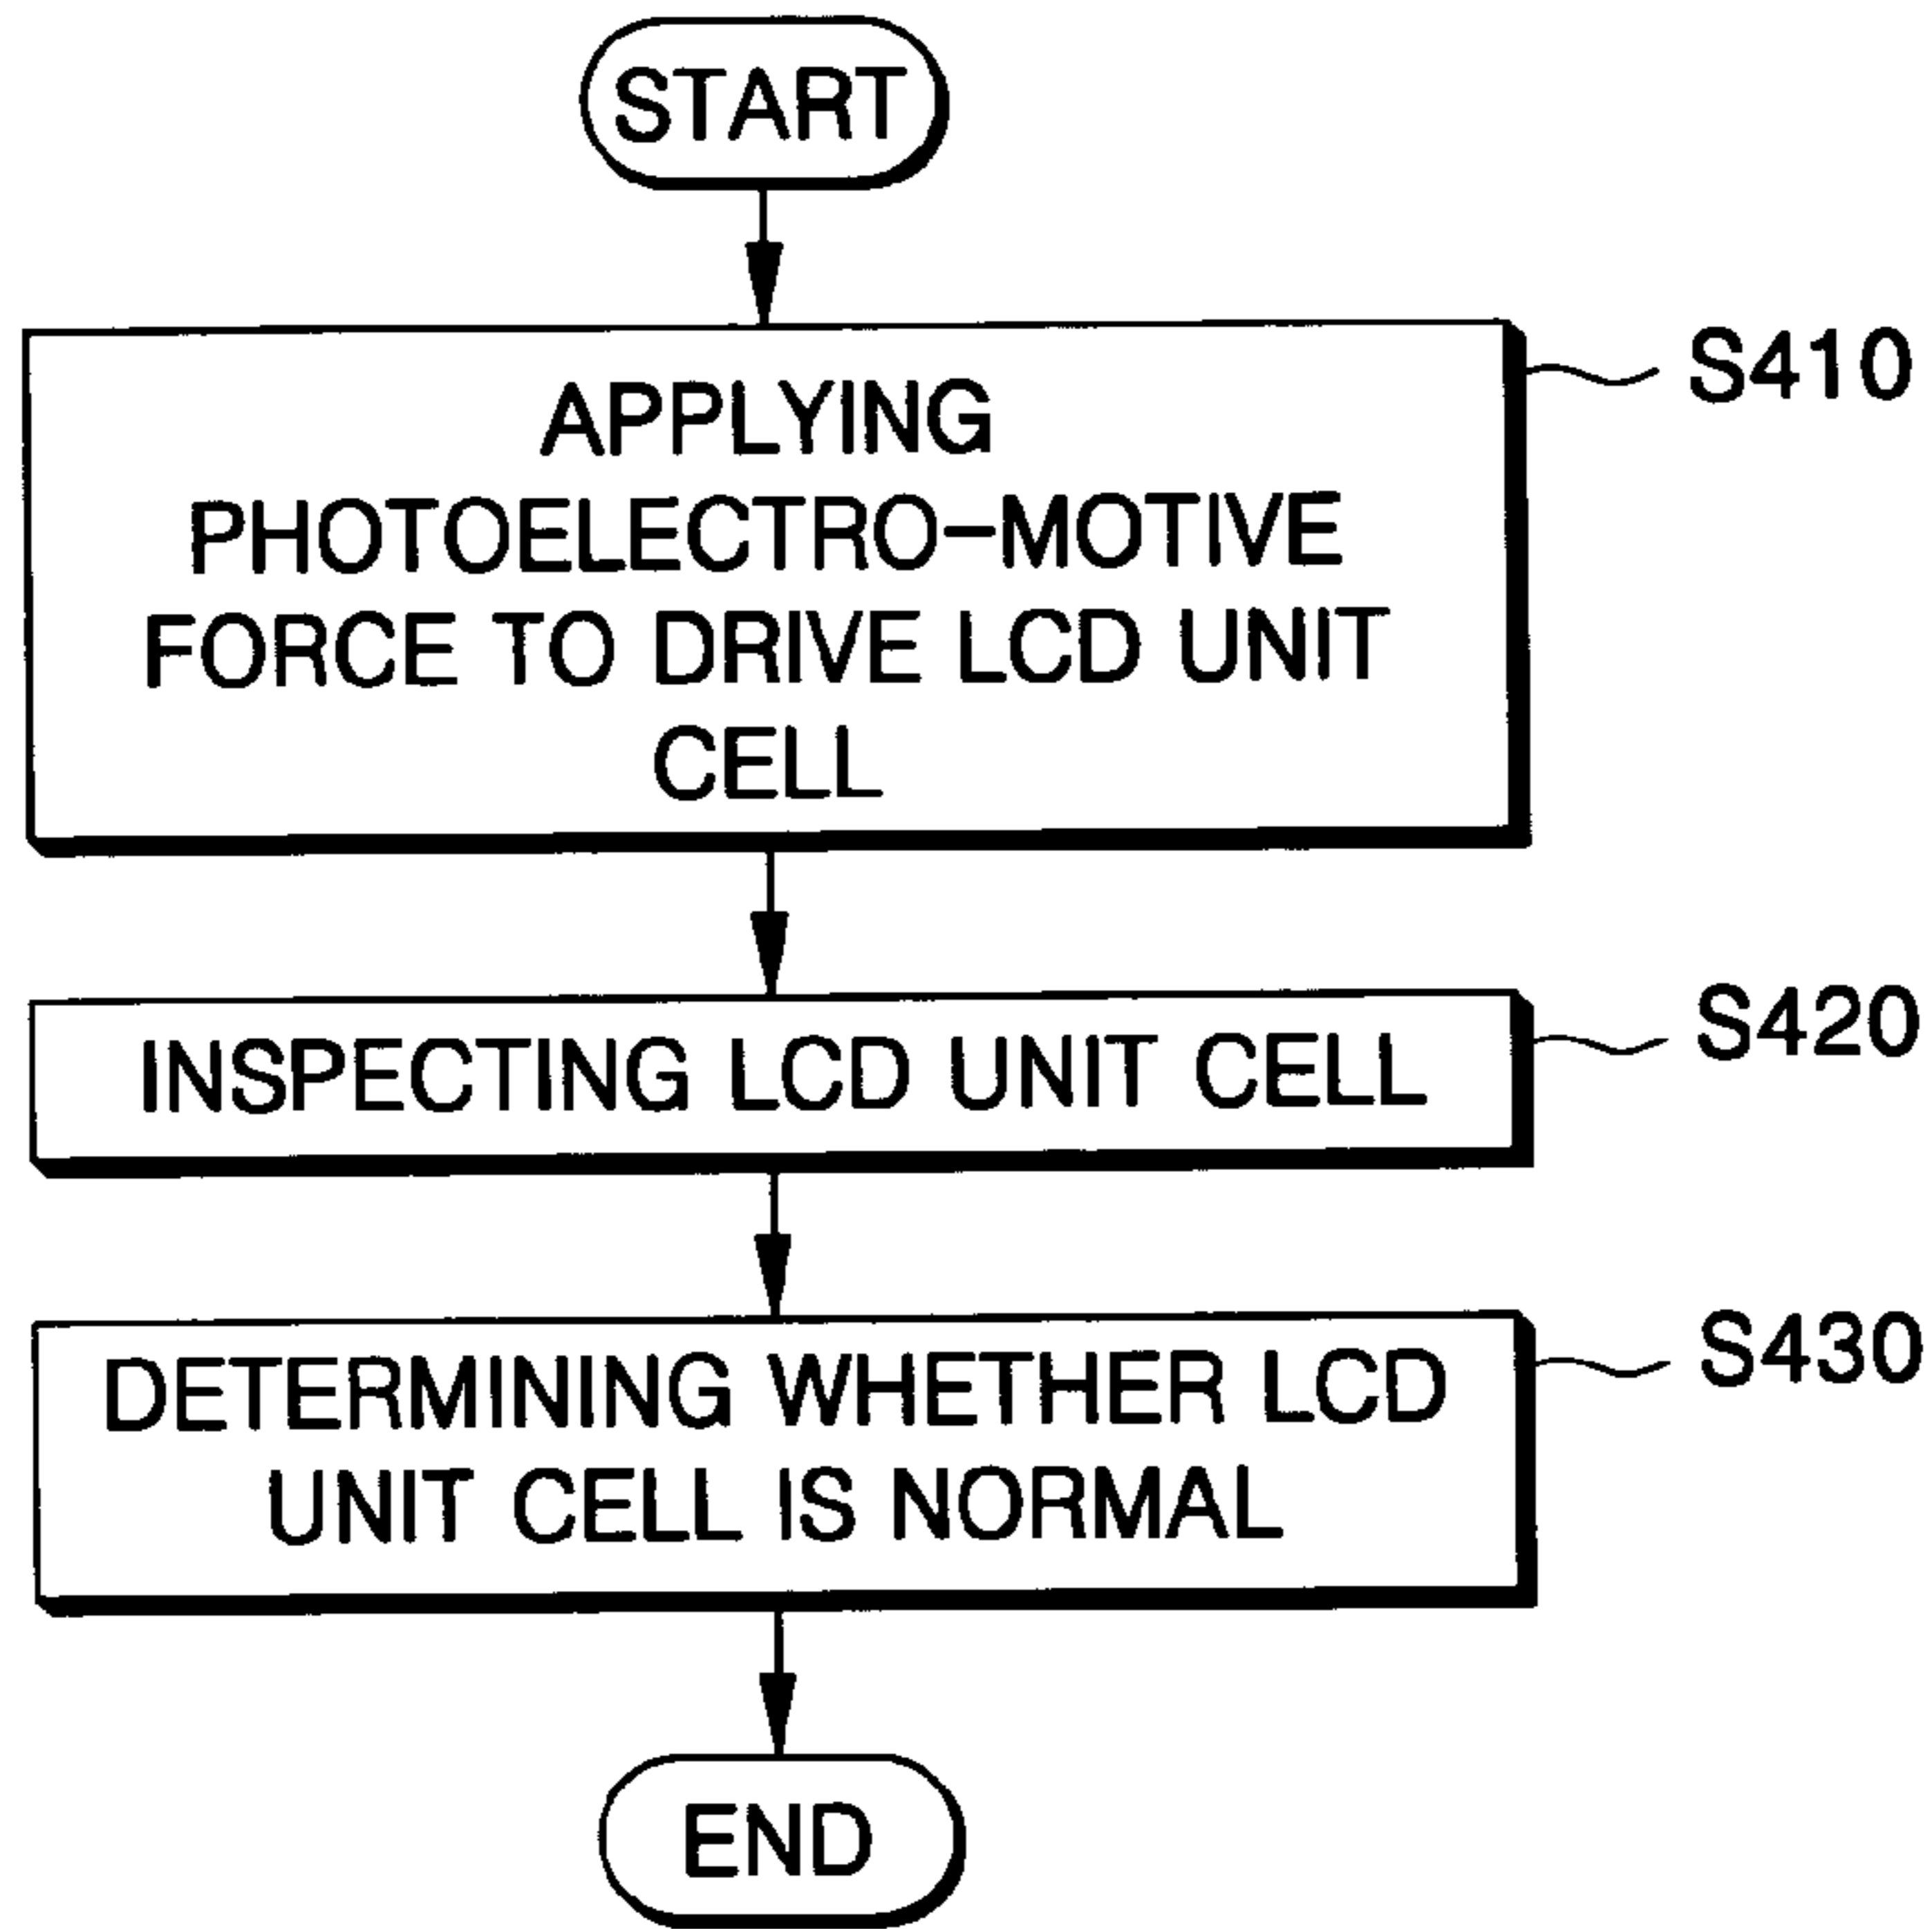 START
APPLYING
PHOTOELECTRO-MOTIVE
FORCE TO DRIVE LCD UNIT
CELL
S410
INSPECTING LCD UNIT CELL
S420
DETERMINING WHETHER LCD
UNIT CELL IS NORMAL
S430
END